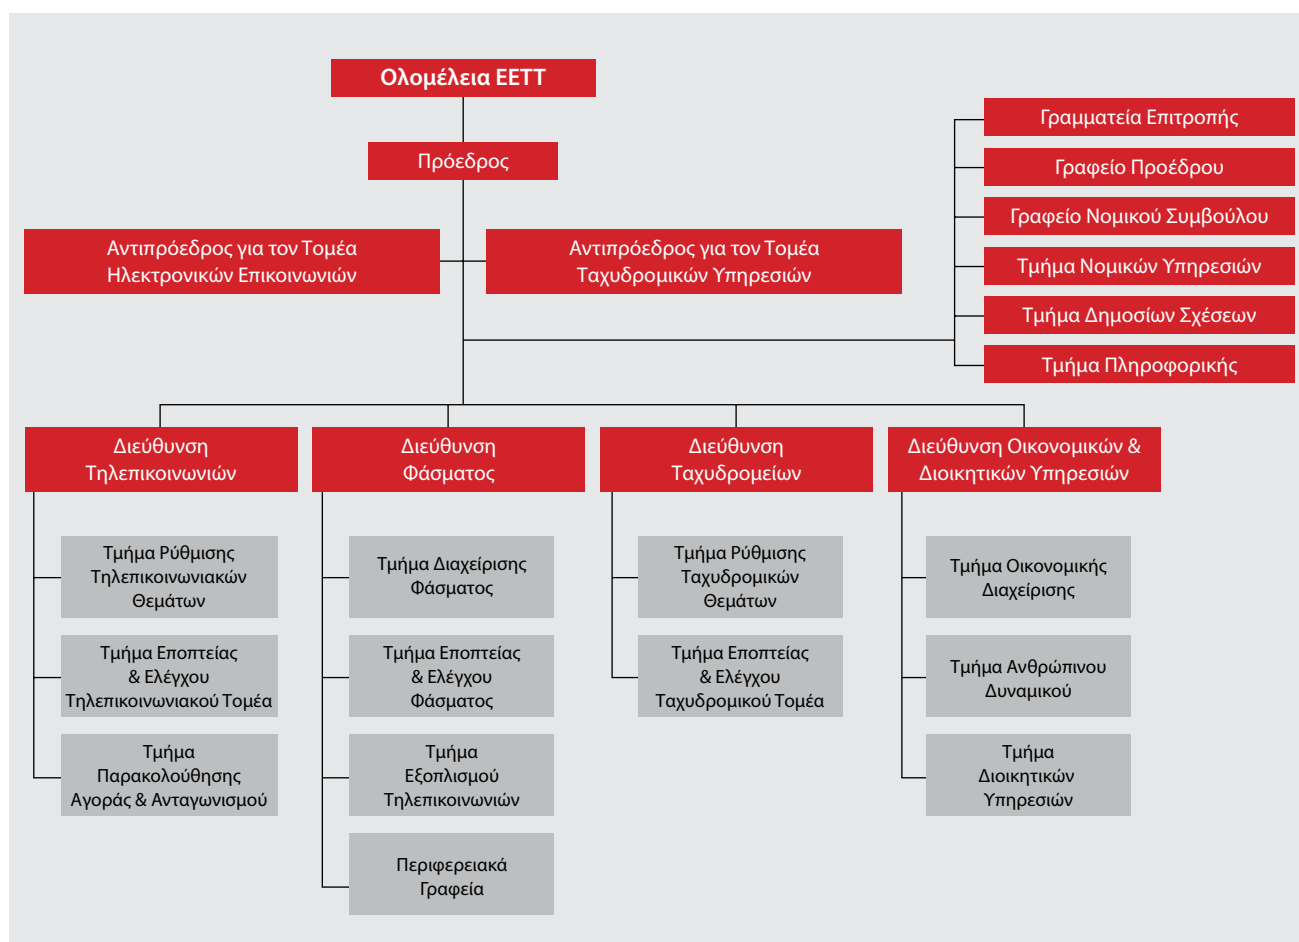 Ολομέλεια ΕΕΤΤ
Πρόεδρος
Αντιπρόεδρος για τον Τομέα
Ηλεκτρονικών Επικοινωνιών
Αντιπρόεδρος για τον Τομέα
Ταχυδρομικών Υπηρεσιών
Γραμματεία Επιτροπής
Γραφείο Προέδρου
Γραφείο Νομικού Συμβούλου
Τμήμα Νομικών Υπηρεσιών
Τμήμα Δημοσίων Σχέσεων
Τμήμα Πληροφορικής
Διεύθυνση
Τηλεπικοινωνιών
Τμήμα Ρύθμισης
Τηλεπικοινωνιακών
Θεμάτων
Τμήμα Εποπτείας
& Ελέγχου
Τηλεπικοινωνιακού Τομέα
Τμήμα
Παρακολούθησης
Αγοράς & Ανταγωνισμού
Διεύθυνση
Φάσματος
Τμήμα Διαχείρισης
Φάσματος
Τμήμα Εποπτείας
& Ελέγχου
Φάσματος
Τμήμα
Εξοπλισμού
Τηλεπικοινωνιών
Περιφερειακά
Γραφεία
Διεύθυνση
Ταχυδρομείων
Τμήμα Ρύθμισης
Ταχυδρομικών
Θεμάτων
Τμήμα Εποπτείας
& Ελέγχου
Ταχυδρομικού Τομέα
Διεύθυνση Οικονομικών &
Διοικητικών Υπηρεσιών
Τμήμα Οικονομικής
Διαχείρισης
Τμήμα Ανθρώπινου
Δυναμικού
Τμήμα
Διοικητικών
Υπηρεσιών